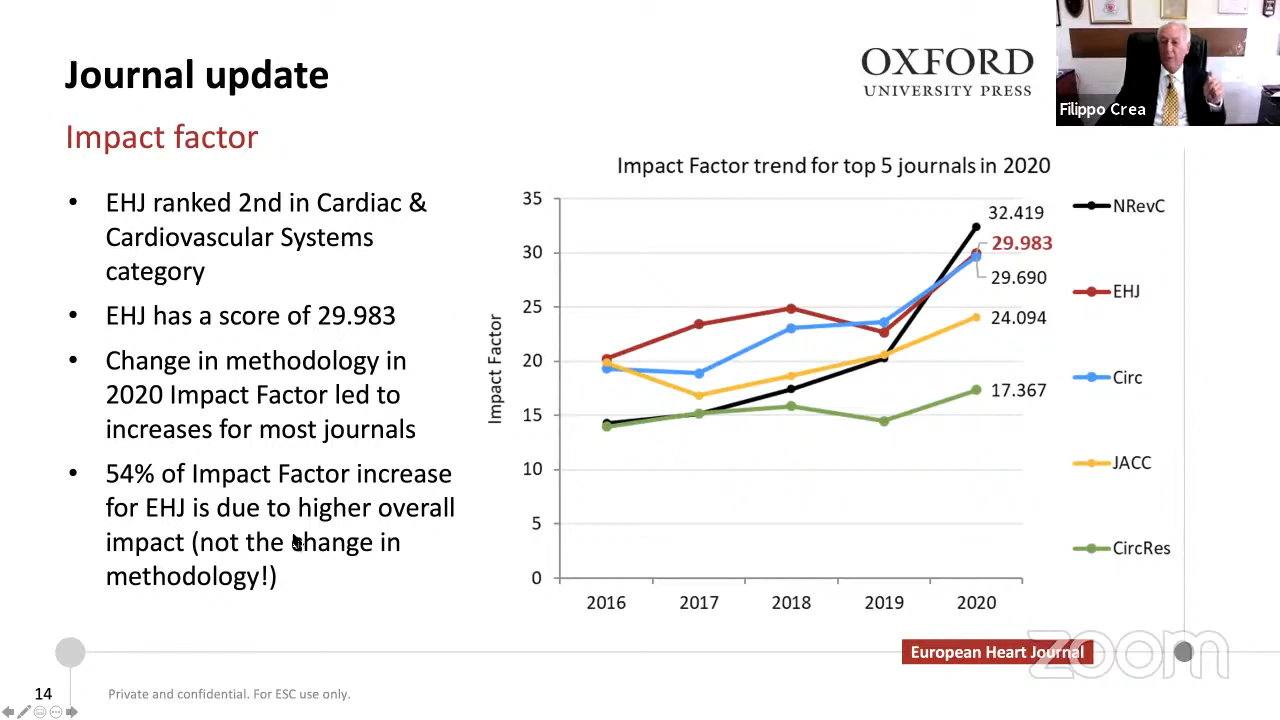 Journal update
OXFORD
UNIVERSITY PRESS
Filippo Crea
Impact factor
• EHJ ranked 2nd in Cardiac &
Cardiovascular Systems
category
• EHJ has a score of 29.983
• Change in methodology in
2020 Impact Factor led to
increases for most journals
• 54% of Impact Factor increase
for EHJ is due to higher overall
impact (not the change in
methodology!)
Impact Factor trend for top 5 journals in 2020
Impact Factor
35
30
25
20
15
10
5
0
2016 2017 2018 2019 2020
32.419
29.983
29.690
24.094
17.367
NRevC
EHJ
Circ
JACC
CircRes
European Heart Journal
zoom
14
Private and confidential. For ESC use only.